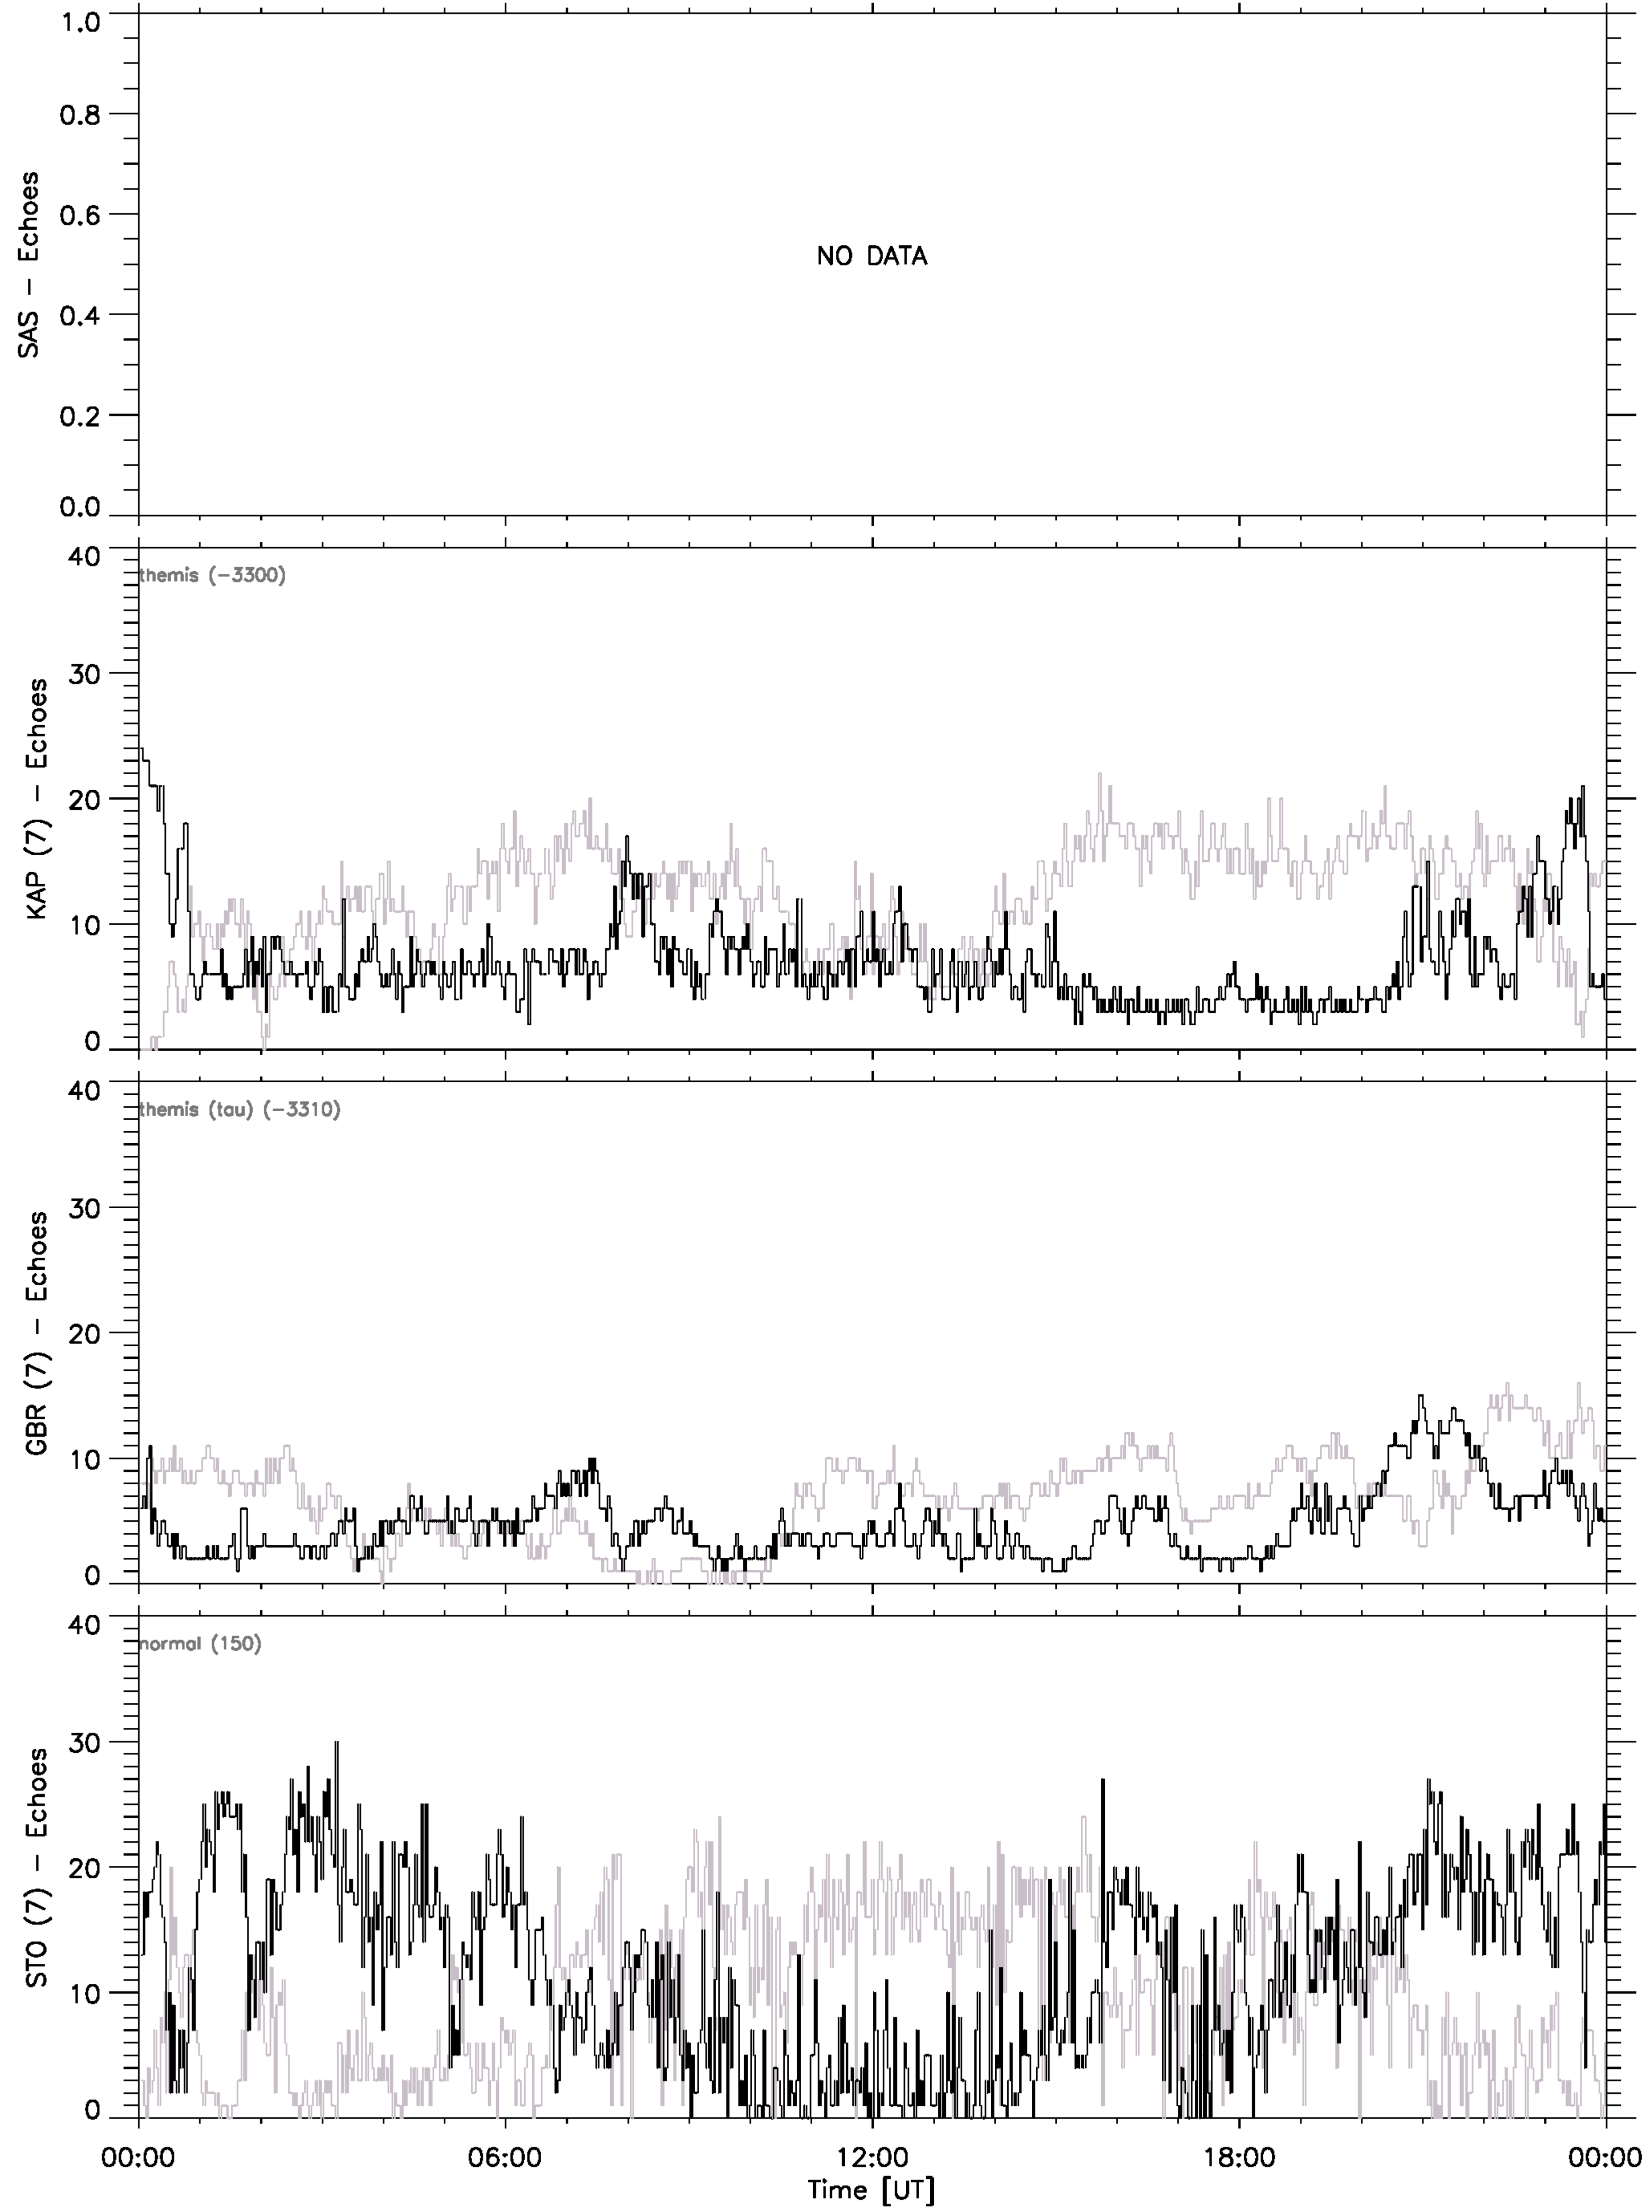 1.0
0.8
0.6
0.4
0.2
0.0
SAS – Echoes
NO DATA
40
30
20
10
0
KAP (7) – Echoes
themis (−3300)
40
30
20
10
0
GBR (7) – Echoes
themis (tau) (−3310)
40
30
20
10
0
STO (7) – Echoes
normal (150)
00:00 06:00 12:00 18:00 00:00
Time [UT]